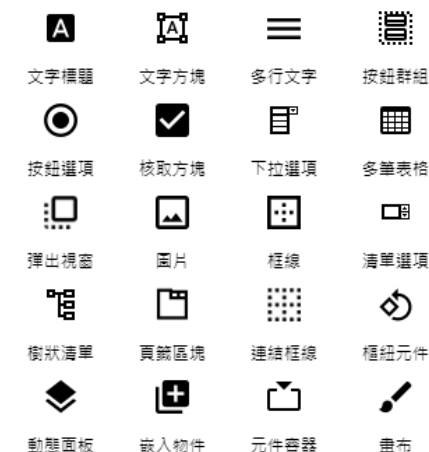 文字標題 文字方塊 多行文字 按鈕群組
按鈕選項 核取方塊 下拉選項 多筆表格
彈出視窗 圖片 框線 清單選項
樹狀清單 頁籤區塊 連結框線 樞紐元件
動態面板 嵌入物件 元件容器 畫布